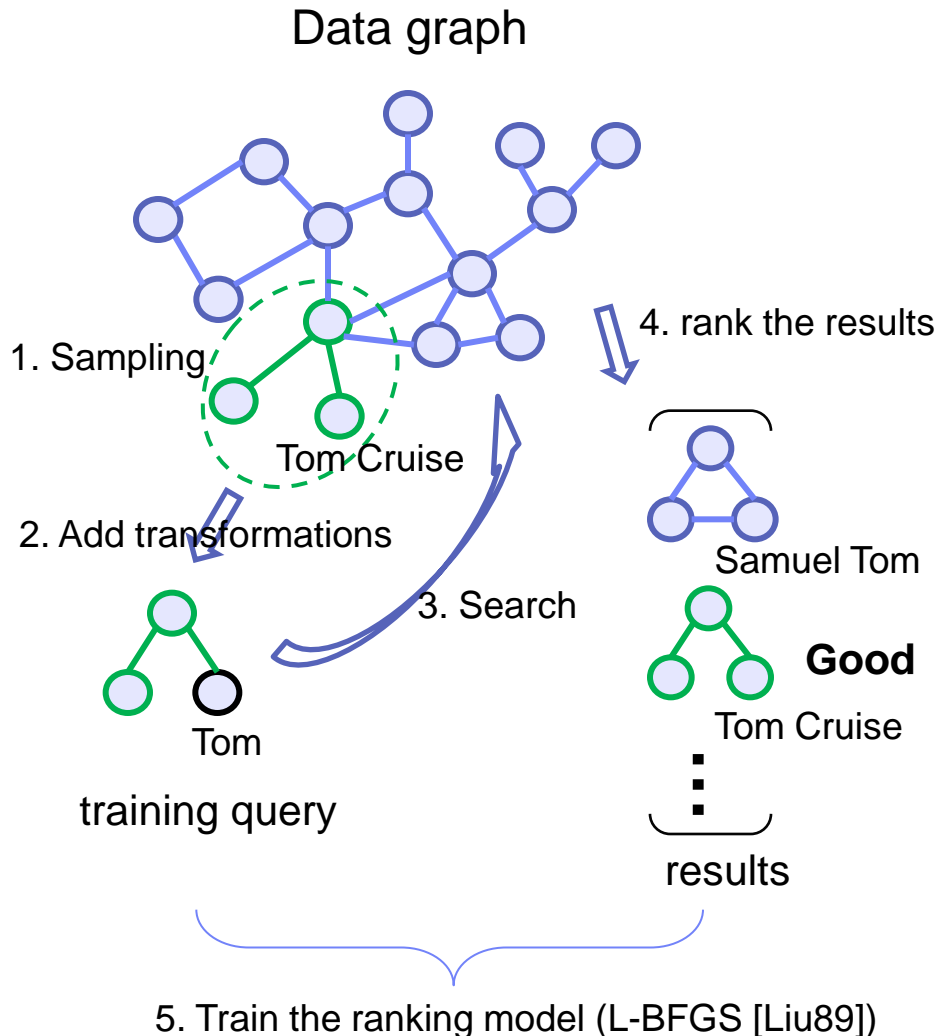 Data graph
1. Sampling
Tom Cruise
2. Add transformations
Tom
training query
3. Search
4. rank the results
Samuel Tom
Good
Tom Cruise
results
5. Train the ranking model (L-BFGS [Liu89])